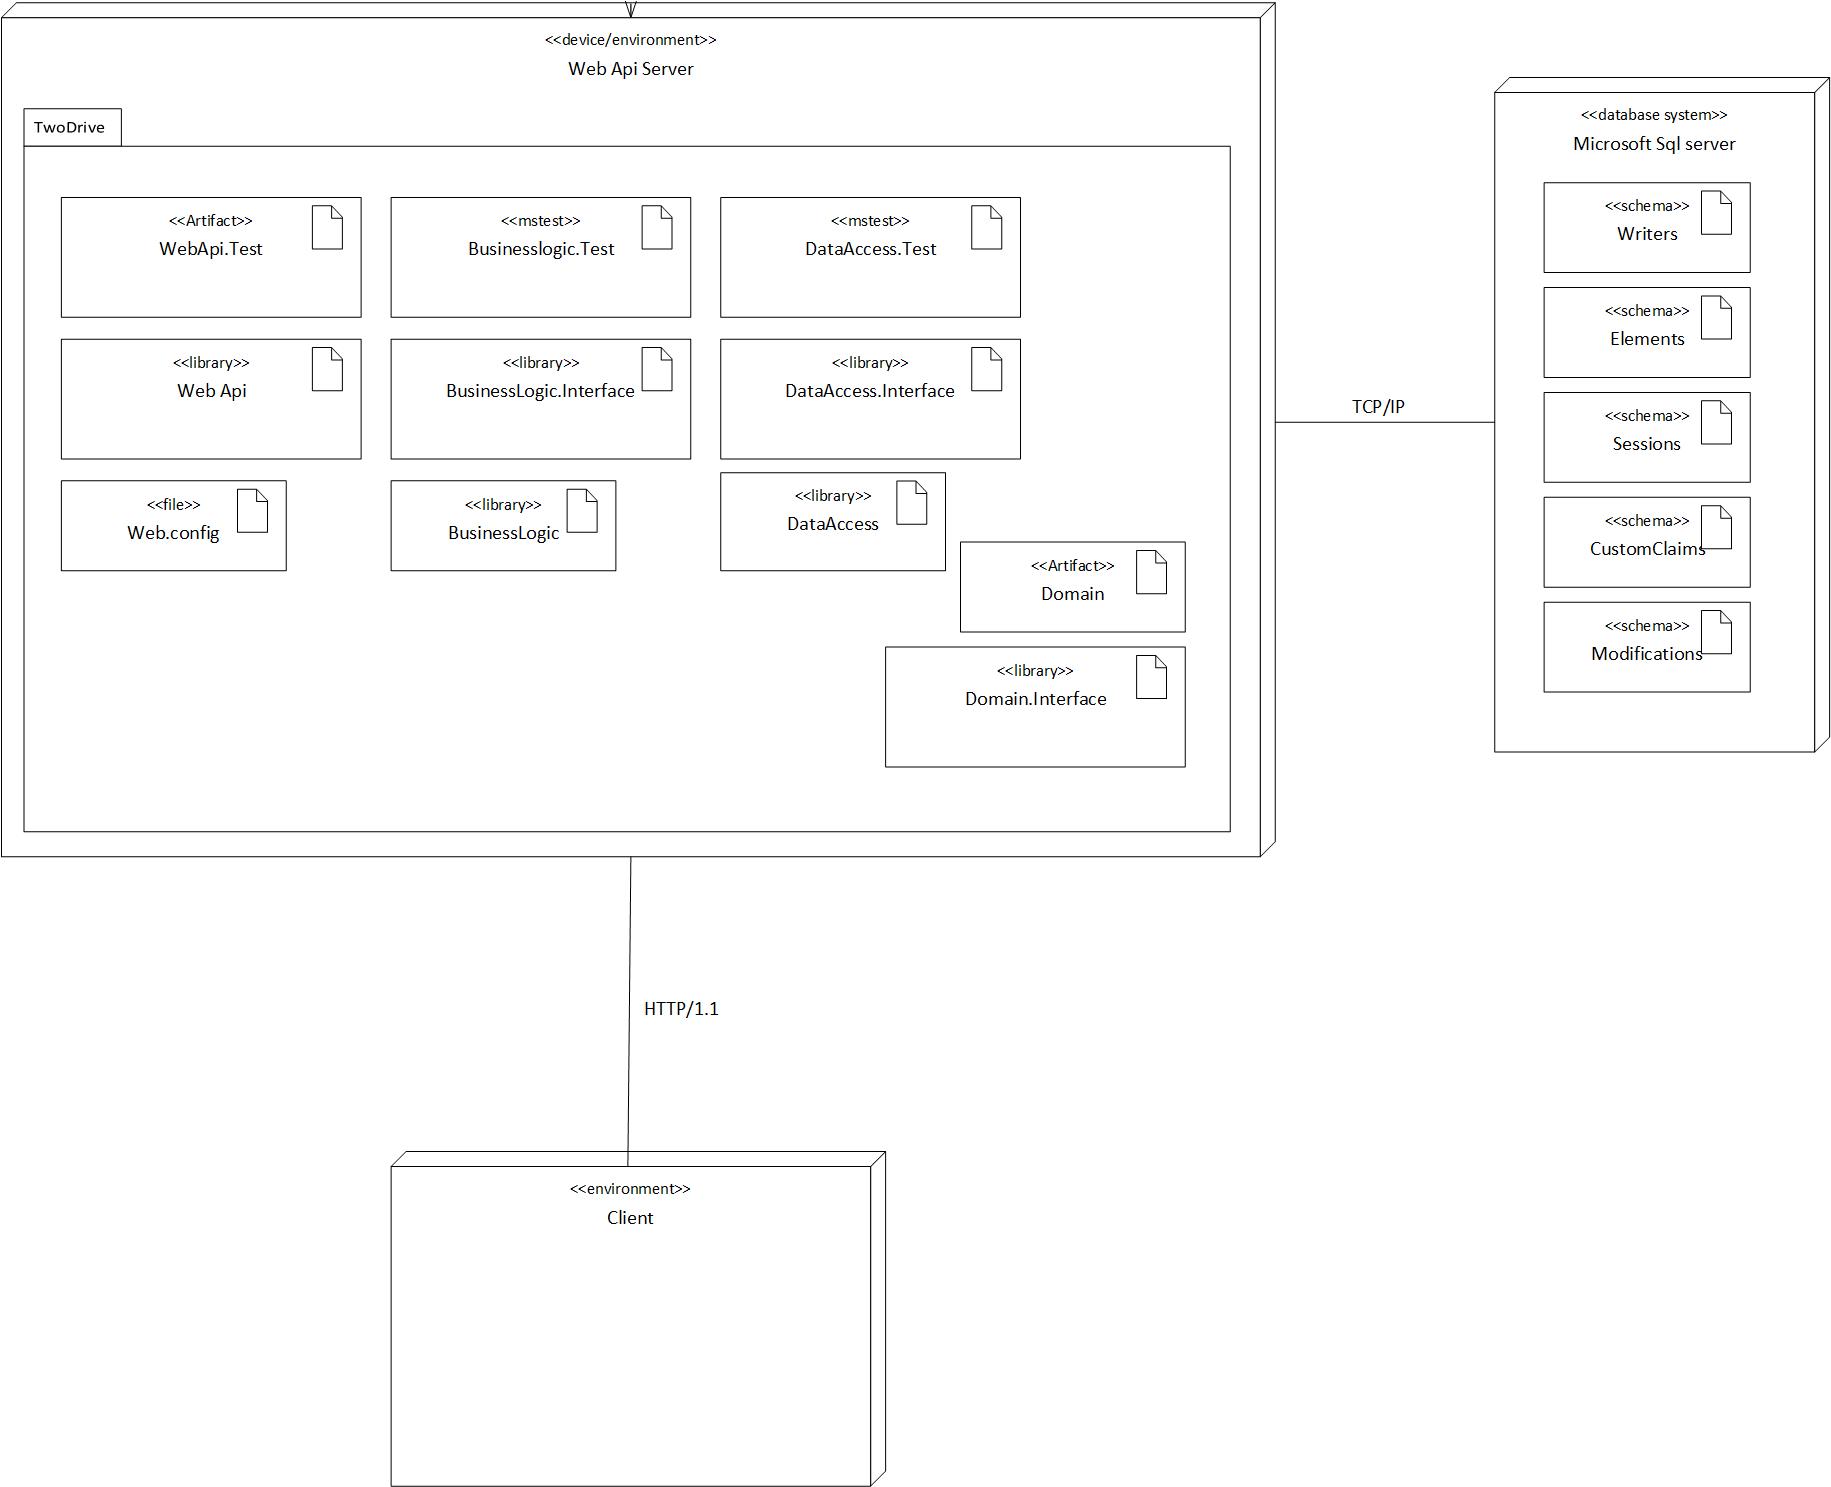 <<device/environment>>
Web Api Server
TwoDrive
<<Artifact>>
WebApi.Test
<<mstest>>
Businesslogic.Test
<<mstest>>
DataAccess.Test
<<library>>
Web Api
<<library>>
BusinessLogic.Interface
<<library>>
DataAccess.Interface
<<file>>
Web.config
<<library>>
BusinessLogic
<<library>>
DataAccess
<<Artifact>>
Domain
<<library>>
Domain.Interface
TCP/IP
<<database system>>
Microsoft Sql server
<<schema>>
Writers
<<schema>>
Elements
<<schema>>
Sessions
<<schema>>
CustomClaims
<<schema>>
Modifications
HTTP/1.1
<<environment>>
Client